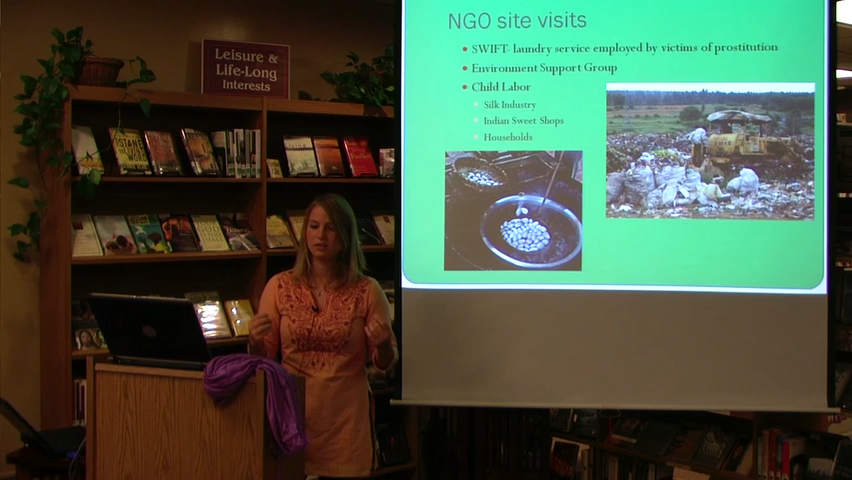 Leisure &
Life-Long
Interests
NGO site visits
SWIFT- laundry service employed by victims of prostitution
Environment Support Group
Child Labor
Silk Industry
Indian Sweet Shops
Households